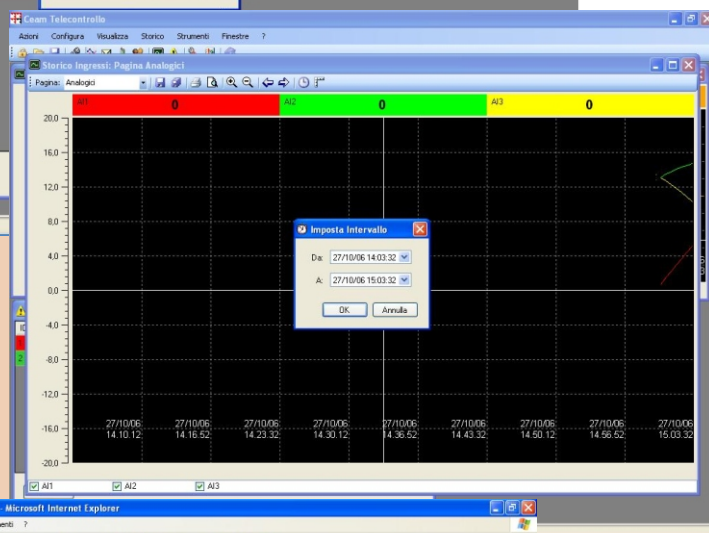 Ceam Telecontrollo
Azioni Configura Visualizza Storico Strumenti Finestre ?
Storico Ingressi: Pagina Analogici
Pagina: Analogici
AI1 0 AI2 0 AI3 0
20.0
16.0
12.0
8.0
4.0
0.0
-4.0
-8.0
-12.0
-16.0
-20.0
Imposta Intervallo
Da: 27/10/06 14:03:32
A: 27/10/06 15:03:32
OK Annulla
27/10/06 27/10/06 27/10/06 27/10/06 27/10/06 27/10/06 27/10/06 27/10/06 27/10/06
14.10.12 14.16.52 14.23.32 14.30.12 14.36.52 14.43.32 14.50.12 14.56.52 15.03.32
1
2
AI1 AI2 AI3
- Microsoft Internet Explorer
?